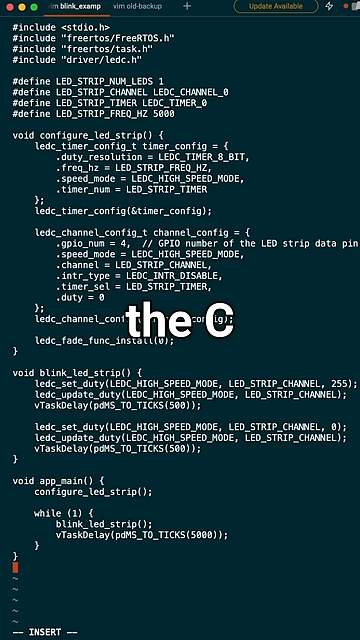 vim blink_examp
vim old-backup
+
Update Available
#include <stdio.h>
#include "freertos/FreeRTOS.h"
#include "freertos/task.h"
#include "driver/ledc.h"
#define LED_STRIP_NUM_LEDS 1
#define LED_STRIP_CHANNEL LEDC_CHANNEL_0
#define LED_STRIP_TIMER LEDC_TIMER_0
#define LED_STRIP_FREQ_HZ 5000
void configure_led_strip() {
ledc_timer_config_t timer_config = {
.duty_resolution = LEDC_TIMER_8_BIT,
.freq_hz = LED_STRIP_FREQ_HZ,
.speed_mode = LEDC_HIGH_SPEED_MODE,
.timer_num = LED_STRIP_TIMER
};
ledc_timer_config(&timer_config);
ledc_channel_config_t channel_config = {
.gpio_num = 4,  // GPIO number of the LED strip data pin
.speed_mode = LEDC_HIGH_SPEED_MODE,
.channel = LED_STRIP_CHANNEL,
.intr_type = LEDC_INTR_DISABLE,
.timer_sel = LED_STRIP_TIMER,
.duty = 0
};
the C
ledc_fade_func_install(0);
}
void blink_led_strip() {
ledc_set_duty(LEDC_HIGH_SPEED_MODE, LED_STRIP_CHANNEL, 255);
ledc_update_duty(LEDC_HIGH_SPEED_MODE, LED_STRIP_CHANNEL);
vTaskDelay(pdMS_TO_TICKS(500));
ledc_set_duty(LEDC_HIGH_SPEED_MODE, LED_STRIP_CHANNEL, 0);
ledc_update_duty(LEDC_HIGH_SPEED_MODE, LED_STRIP_CHANNEL);
vTaskDelay(pdMS_TO_TICKS(500));
}
void app_main() {
configure_led_strip();
while (1) {
blink_led_strip();
vTaskDelay(pdMS_TO_TICKS(5000));
}
}
~
~
~
~
~
-- INSERT --